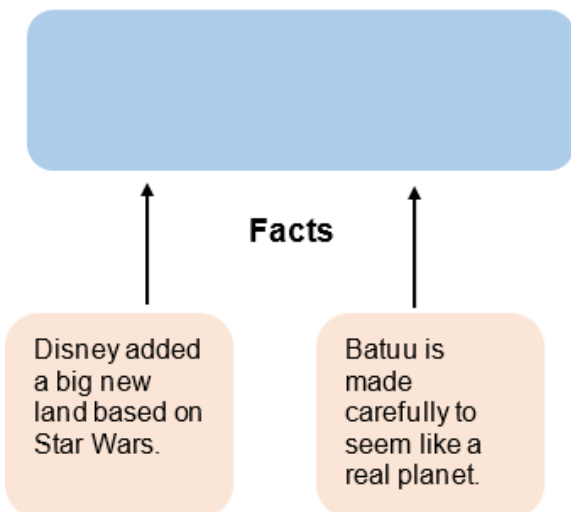 Facts
Disney added
a big new
land based on
Star Wars.
Batuu is
made
carefully to
seem like a
real planet.